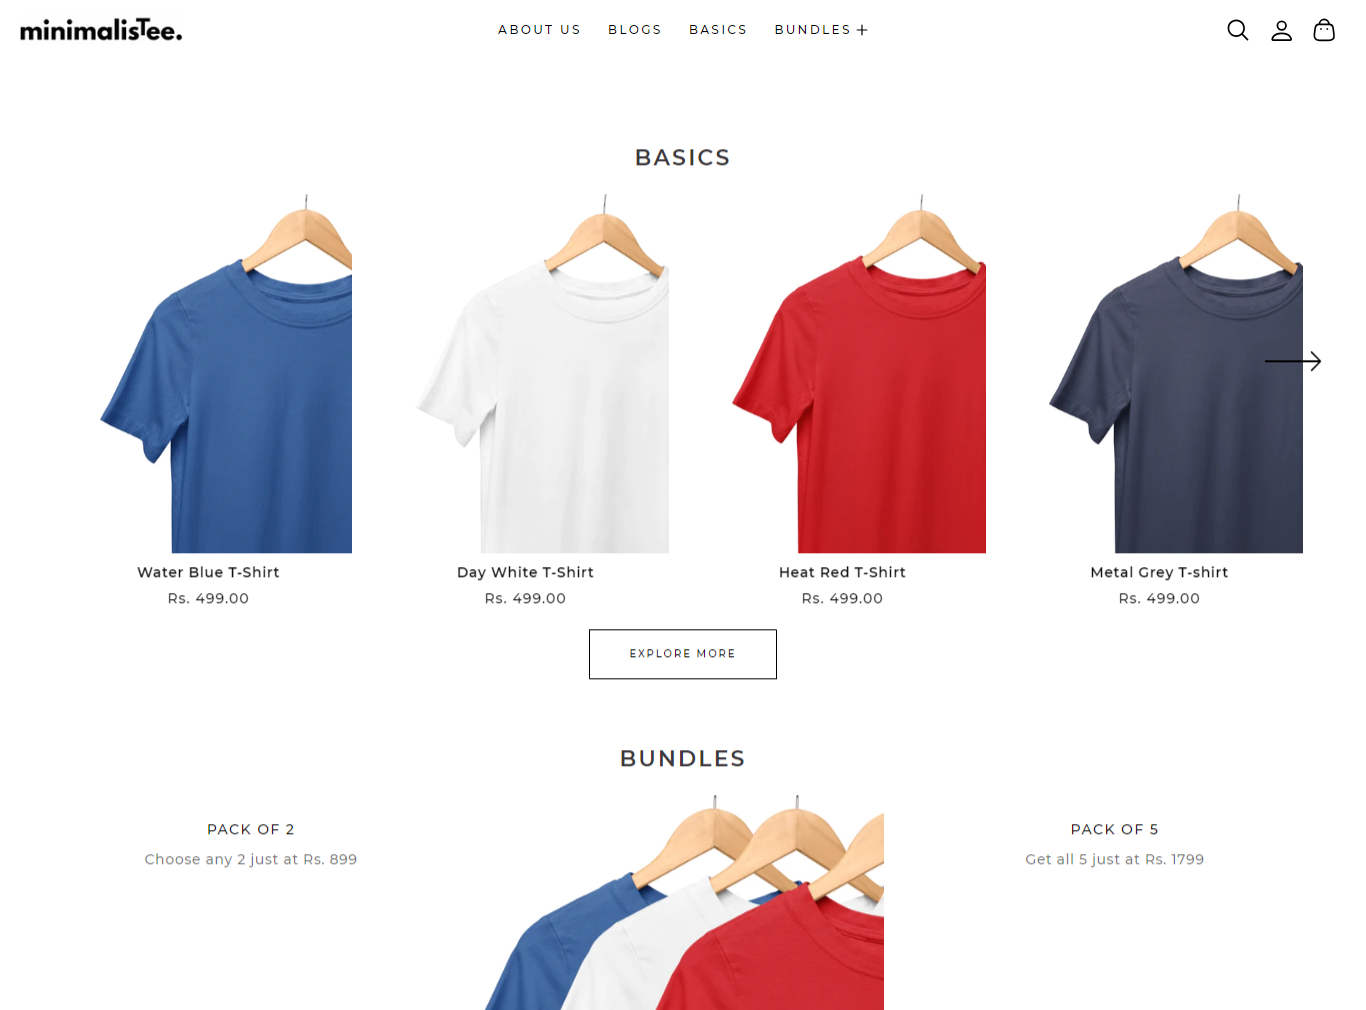 minimalisTee.
ABOUT US
BLOGS
BASICS
BUNDLES +
BASICS
Water Blue T-Shirt
Rs. 499.00
Day White T-Shirt
Rs. 499.00
Heat Red T-Shirt
Rs. 499.00
Metal Grey T-shirt
Rs. 499.00
EXPLORE MORE
BUNDLES
PACK OF 2
Choose any 2 just at Rs. 899
PACK OF 5
Get all 5 just at Rs. 1799